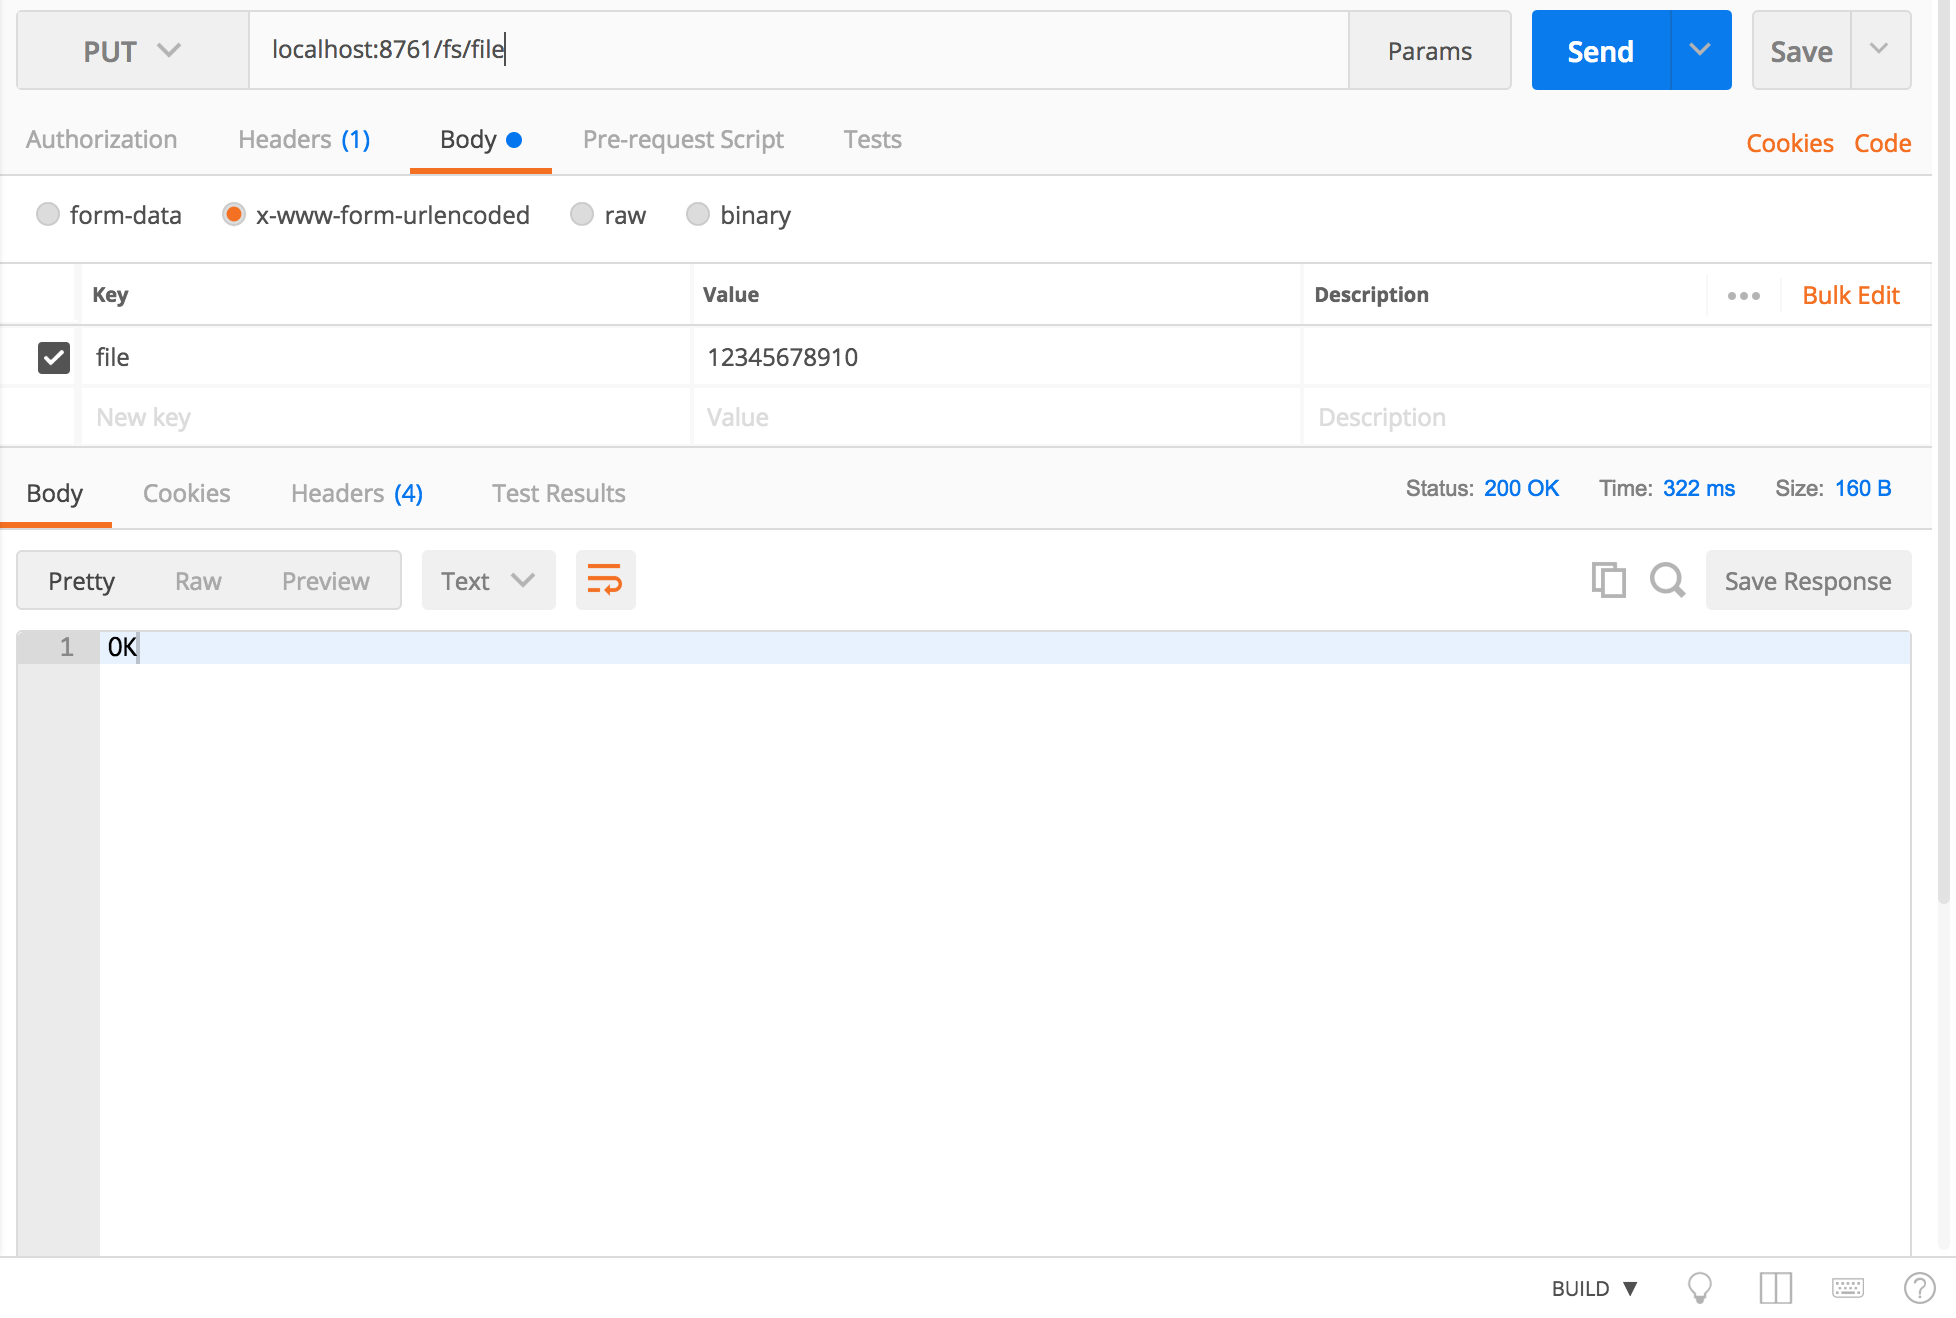 PUT localhost:8761/fs/file Params Send Save
Authorization Headers (1) Body Pre-request Script Tests Cookies Code
form-data x-www-form-urlencoded raw binary
Key Value Description ••• Bulk Edit
file 12345678910
New key Value Description
Body Cookies Headers (4) Test Results Status: 200 OK Time: 322 ms Size: 160 B
Pretty Raw Preview Text Save Response
1 OK
BUILD ▼ ?